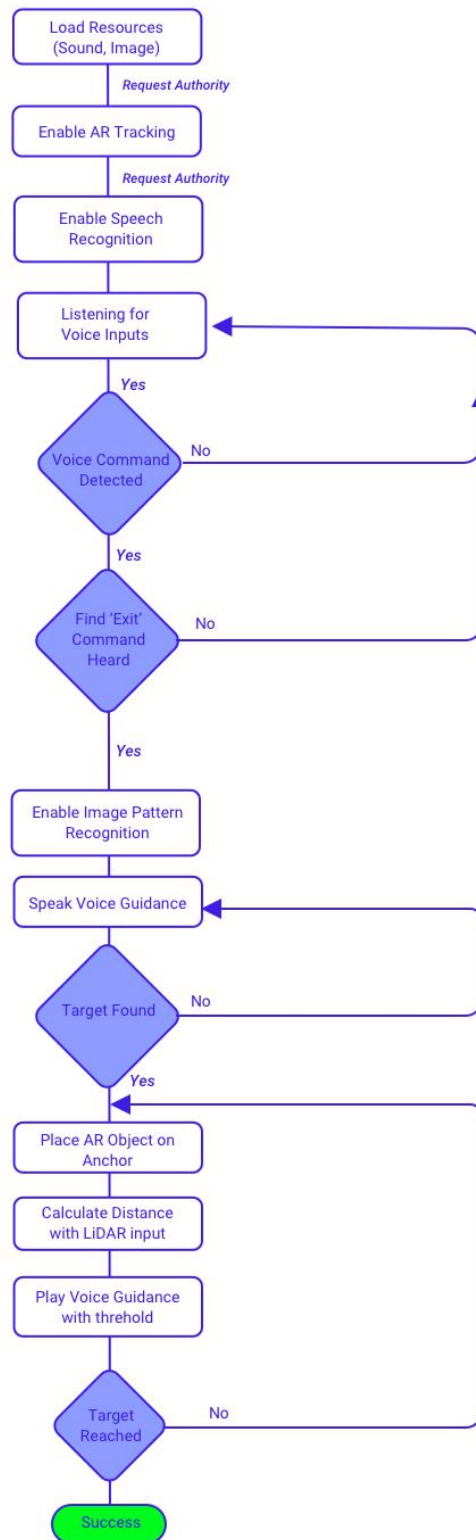 Load Resources
(Sound, Image)
Request Authority
Enable AR Tracking
Request Authority
Enable Speech
Recognition
Listening for
Voice Inputs
Yes
No
Voice Command
Detected
Yes
Find ‘Exit’
Command
Heard
No
Yes
Enable Image Pattern
Recognition
Speak Voice Guidance
Target Found
No
Yes
Place AR Object on
Anchor
Calculate Distance
with LiDAR input
Play Voice Guidance
with threhold
Target
Reached
No
Success